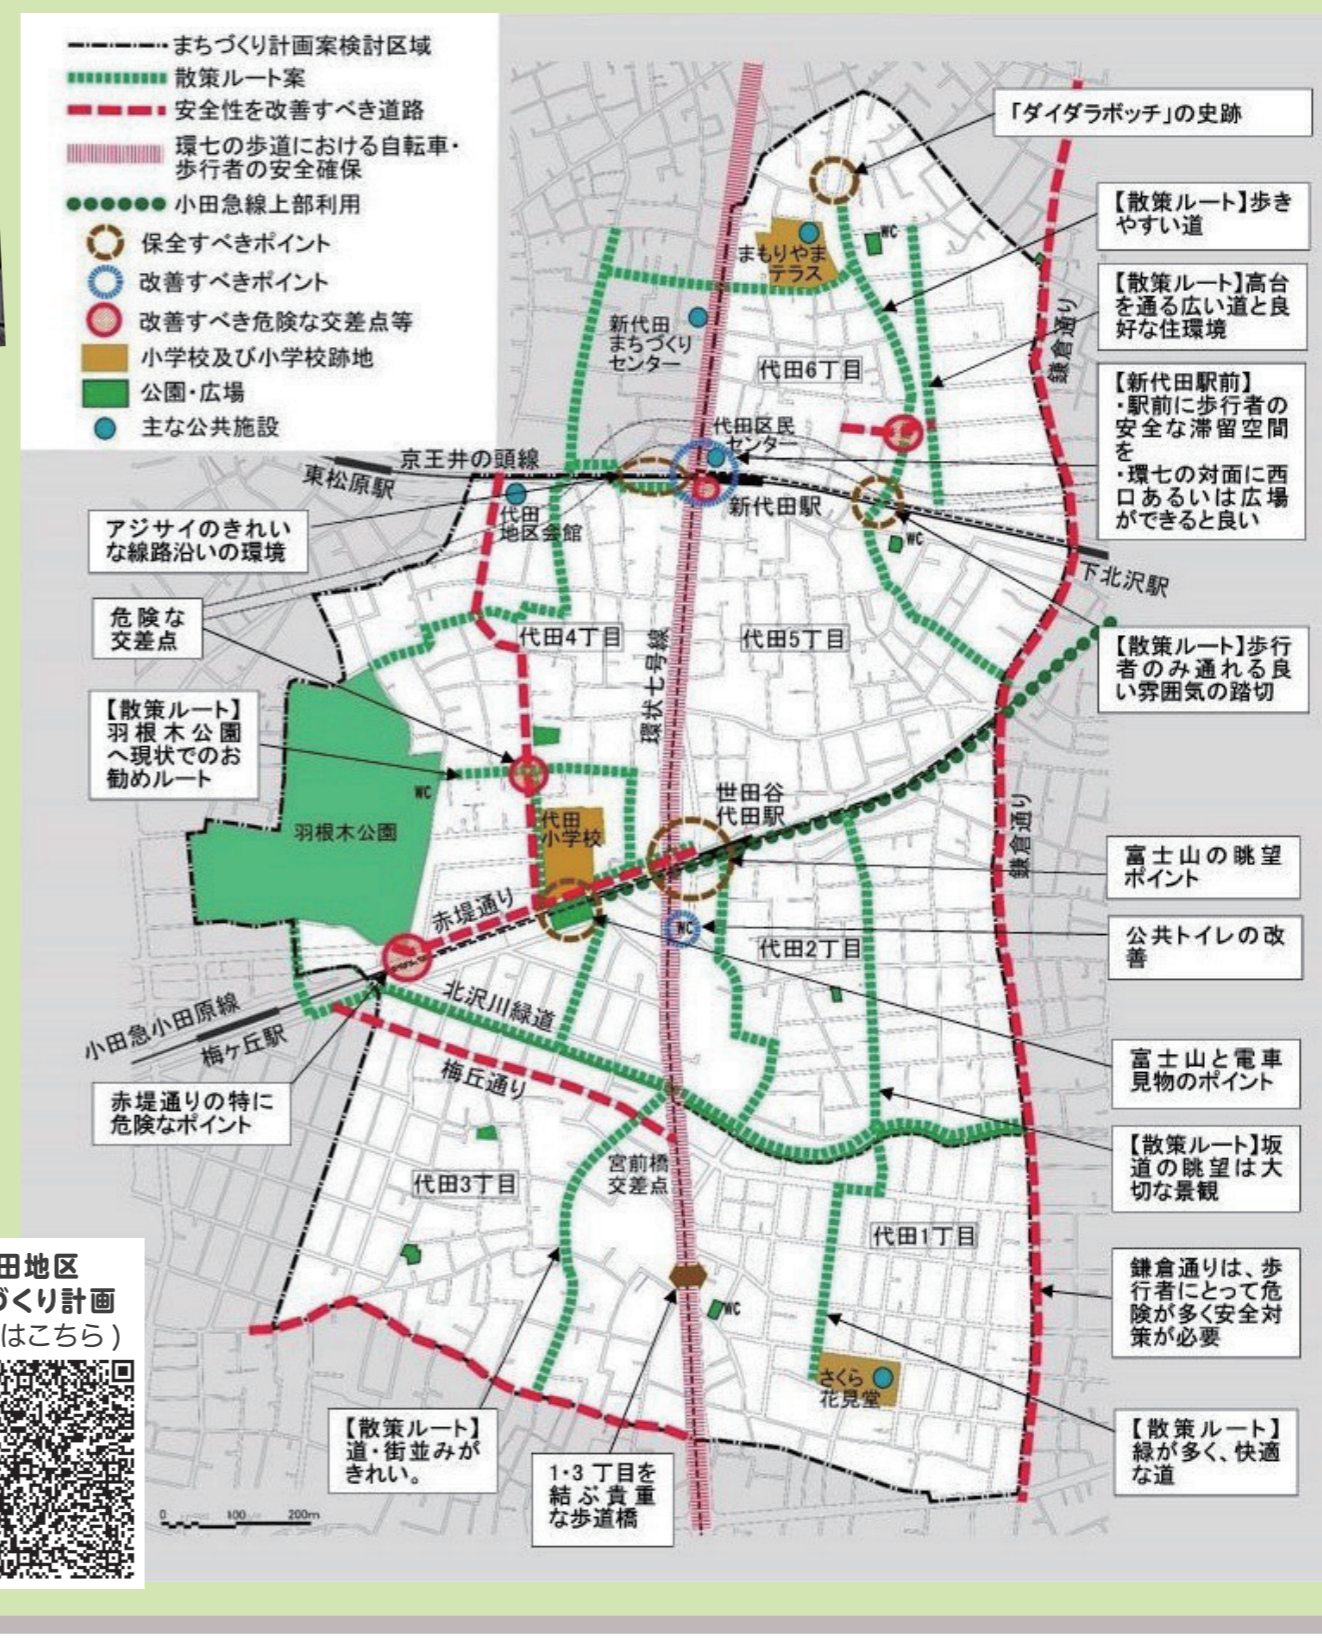 まちづくり計画案検討区域
散策ルート案
安全性を改善すべき道路
環七の歩道における自転車・
歩行者の安全確保
小田急線上部利用
保全すべきポイント
改善すべきポイント
改善すべき危険な交差点等
小学校及び小学校跡地
公園・広場
主な公共施設
「ダイダラボッチ」の史跡
【散策ルート】歩き
やすい道
【散策ルート】高台
を通る広い道と良
好な住環境
【新代田駅前】
・駅前に歩行者の
安全な滞留空間
を
・環七の対面に西
口あるいは広場
ができると良い
【散策ルート】歩行
者のみ通れる良
い雰囲気の踏切
富士山の眺望
ポイント
公共トイレの改
善
富士山と電車
見物のポイント
【散策ルート】坂
道の眺望は大
切な景観
鎌倉通りは、歩
行者にとって危
険が多く安全対
策が必要
【散策ルート】
緑が多く、快適
な道
アジサイのきれい
な線路沿いの環境
危険な
交差点
【散策ルート】
羽根木公園
へ現状でのお
勧めルート
赤堤通りの特に
危険なポイント
【散策ルート】
道・街並みが
きれい。
1・3丁目を
結ぶ貴重
な歩道橋
まもりやま
テラス
WC
新代田
まちづくり
センター
代田6丁目
鎌倉通り
代田区民
センター
京王井の頭線
東松原駅
代田
地区会館
新代田駅
WC
下北沢駅
代田4丁目
代田5丁目
環状七号線
世田谷
代田駅
WC
羽根木公園
代田
小学校
鎌倉通り
赤堤通り
WC
代田2丁目
北沢川緑道
小田急小田原線
梅ヶ丘駅
梅丘通り
宮前橋
交差点
代田3丁目
代田1丁目
WC
さくら
花見堂
0 100 200m
田地区
づくり計画
はこちら)